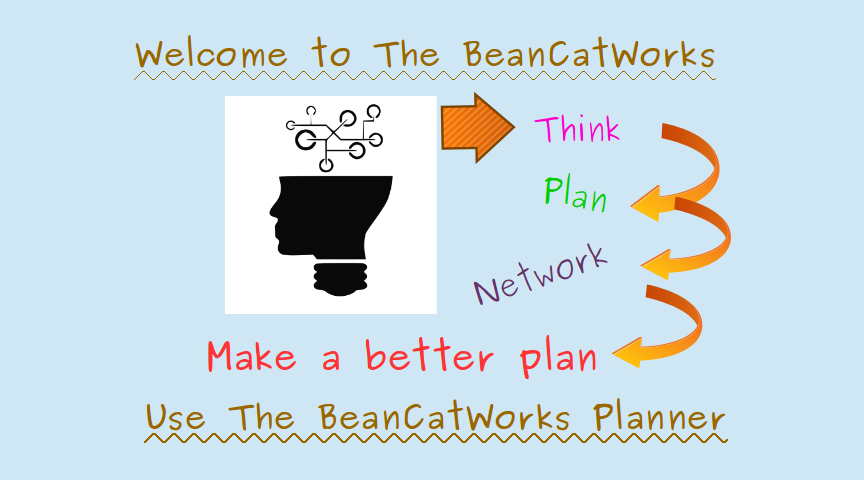 Welcome to The BeanCatWorks
Think
Plan
Network
Make a better plan
Use The BeanCatWorks Planner